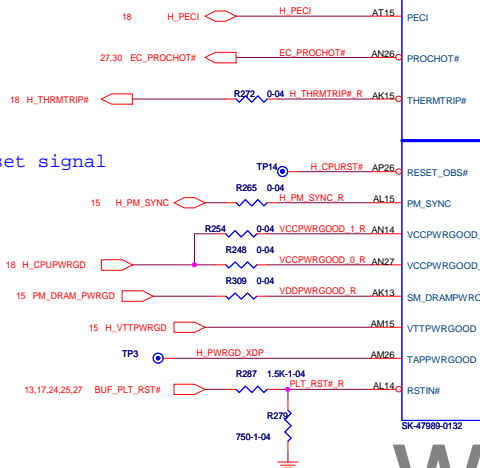 18 H_PECI H_PECI AT15 PECI
27,30 EC_PROCHOT# EC_PROCHOT# AN26 PROCHOT#
18 H_THRMTRIP# R272 0-04 H_THRMTRIP#_R AK15 THERMTRIP#
set signal
TP14 H_CPURST# AP26 RESET_OBS#
R265 0-04
15 H_PM_SYNC H_PM_SYNC_R AL15 PM_SYNC
R254 0-04 VCCPWRGOOD_1_R AN14 VCCPWRGOOD_
R248 0-04
18 H_CPUPWRGD VCCPWRGOOD_0_R AN27 VCCPWRGOOD_
R309 0-04
15 PM_DRAM_PWRGD VDDPWRGOOD_R AK13 SM_DRAMPWRO
15 H_VTTPWRGD AM15 VTTPWRGOOD
TP3 H_PWRGD_XDP AM26 TAPPWRGOOD
R287 1.5K-1-04
13,17,24,25,27 BUF_PLT_RST# PLT_RST#_R AL14 RSTIN#
R279
750-1-04
SK-47989-0132
W